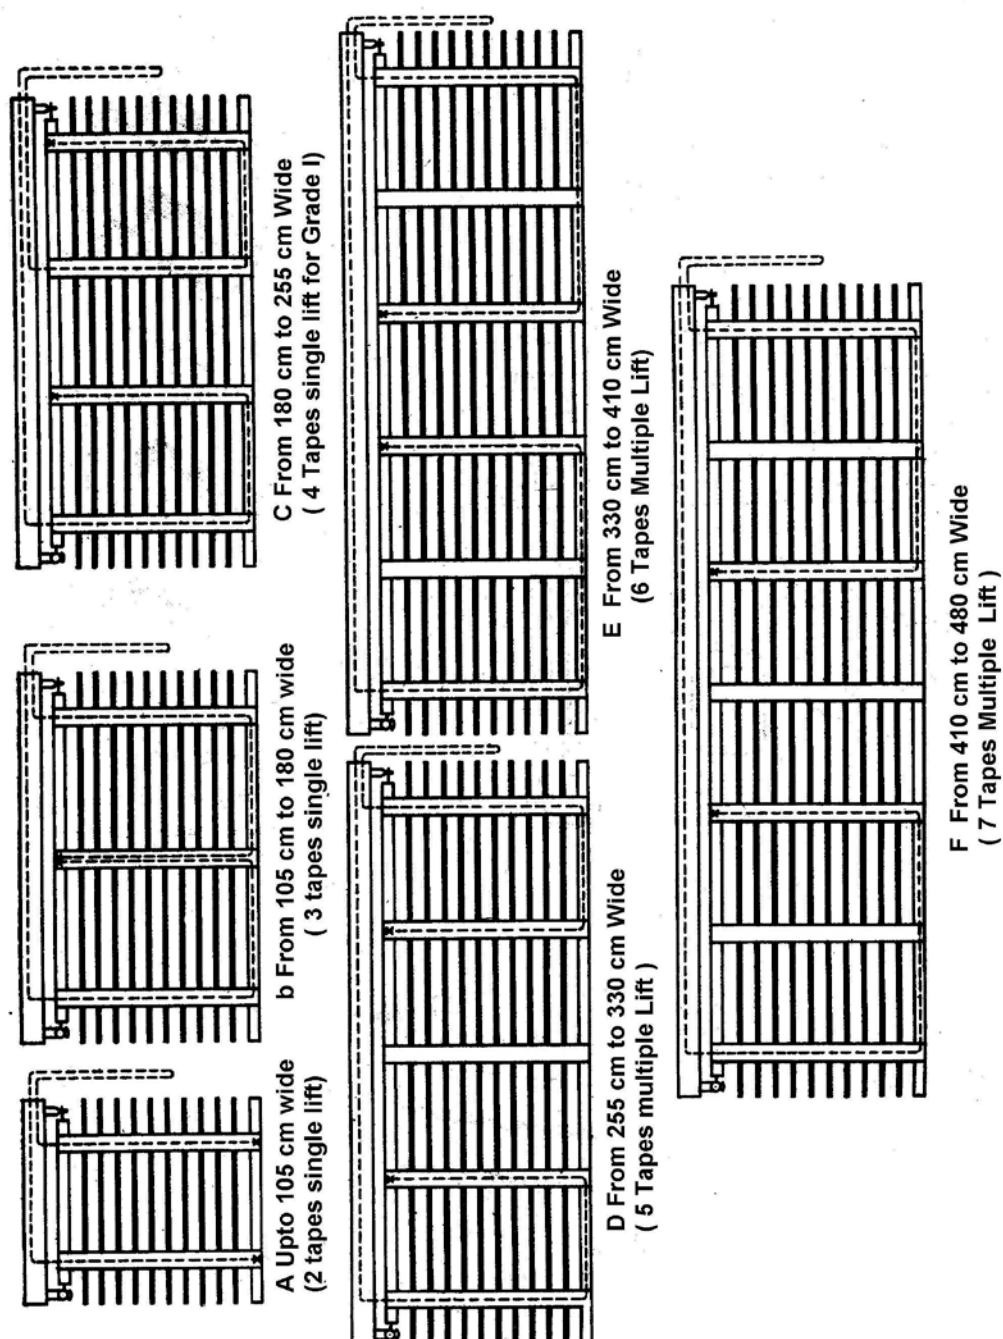 A Upto 105 cm wide
(2 tapes single lift)
b From 105 cm to 180 cm wide
( 3 tapes single lift)
C From 180 cm to 255 cm Wide
( 4 Tapes single lift for Grade I)
D From 255 cm to 330 cm Wide
( 5 Tapes multiple Lift )
E From 330 cm to 410 cm Wide
(6 Tapes Multiple Lift)
F From 410 cm to 480 cm Wide
( 7 Tapes Multiple Lift )